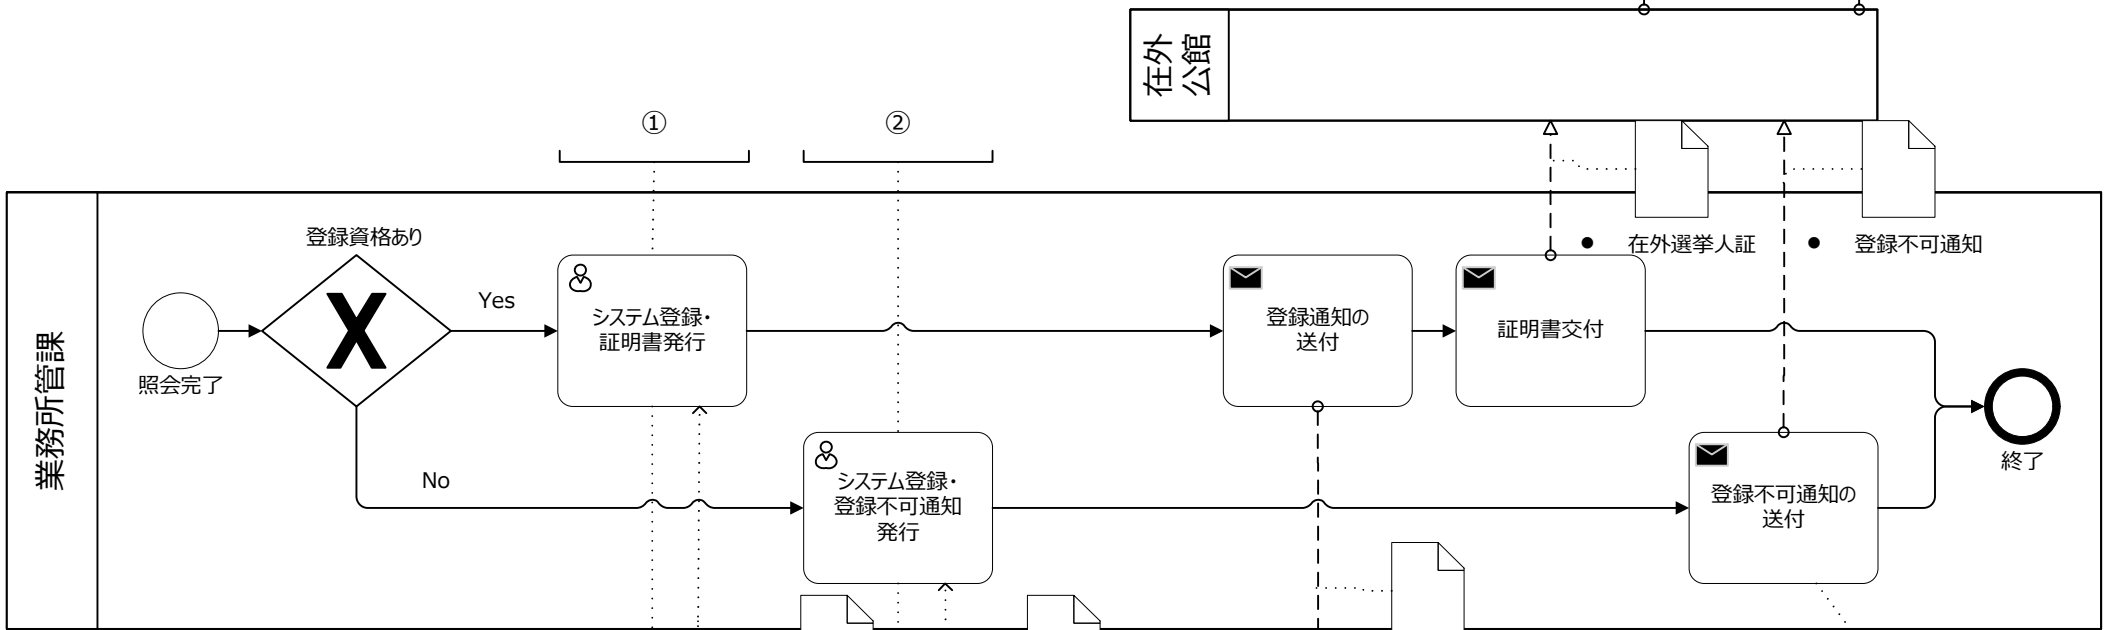 在外
公館
①
②
業務所管課
登録資格あり
Yes
No
照会完了
システム登録・
証明書発行
システム登録・
登録不可通知
発行
登録通知の
送付
証明書交付
● 在外選挙人証
● 登録不可通知
登録不可通知の
送付
終了